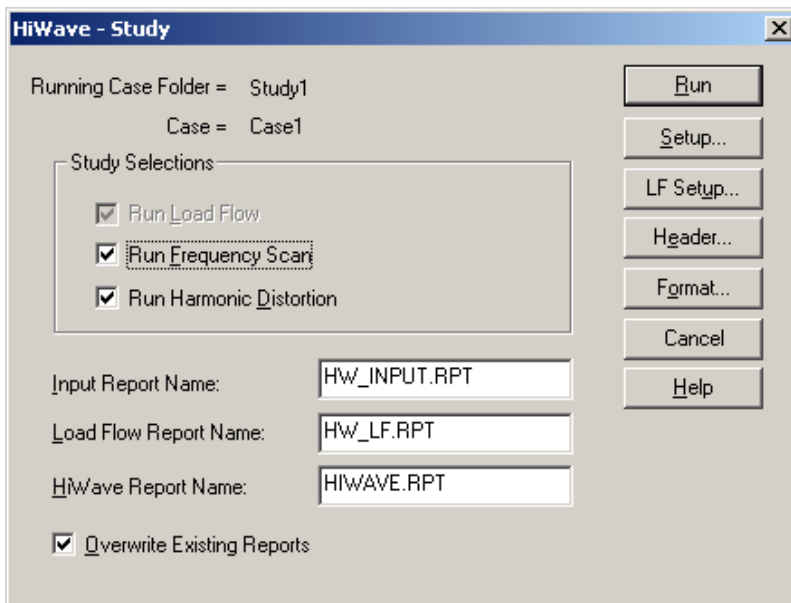 HiWave - Study
Running Case Folder = Study1
Case = Case1
Study Selections
Run Load Flow
Run Frequency Scan
Run Harmonic Distortion
Input Report Name: HW_INPUT.RPT
Load Flow Report Name: HW_LF.RPT
HiWave Report Name: HIWAVE.RPT
Overwrite Existing Reports
Run
Setup...
LF Setup...
Header...
Format...
Cancel
Help